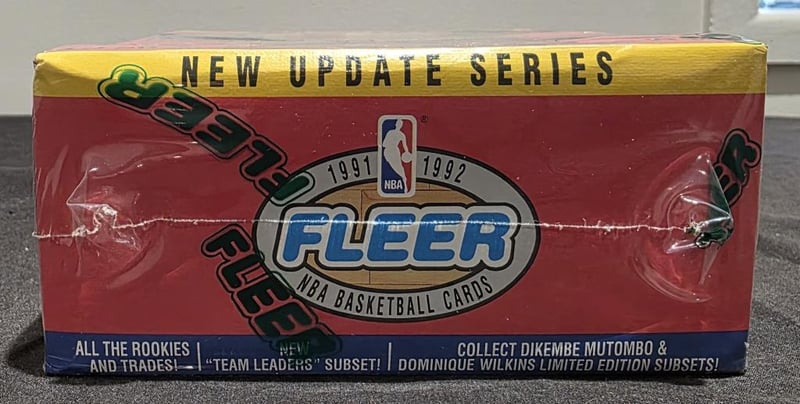 NEW UPDATE SERIES
FLEER
NBA
®
1991 1992
FLEER
NBA BASKETBALL CARDS
FLEER
FLEER
ALL THE ROOKIES
AND TRADES!
NEW
"TEAM LEADERS" SUBSET!
COLLECT DIKEMBE MUTOMBO &
DOMINIQUE WILKINS LIMITED EDITION SUBSETS!